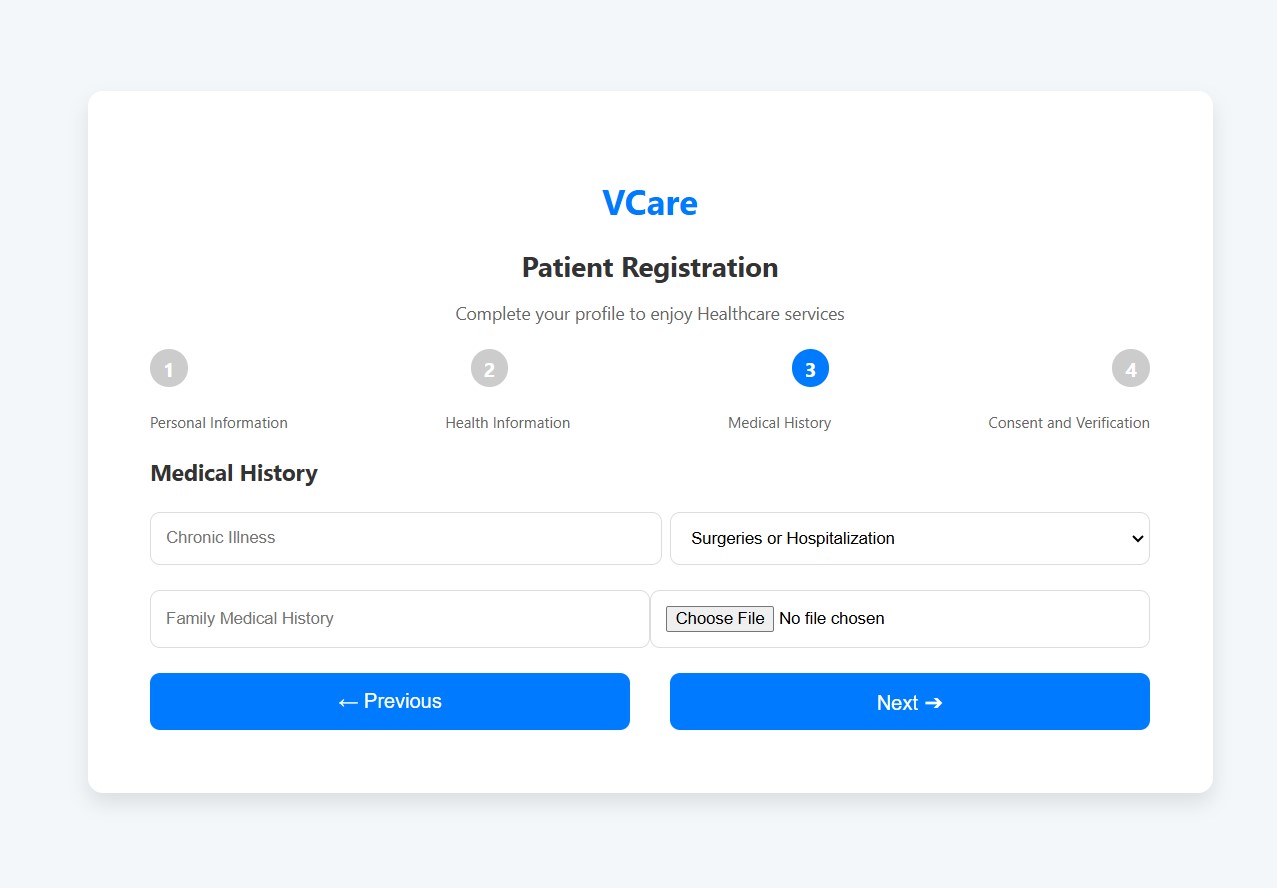 VCare
Patient Registration
Complete your profile to enjoy Healthcare services
1 2 3 4
Personal Information Health Information Medical History Consent and Verification
Medical History
Chronic Illness Surgeries or Hospitalization
Family Medical History Choose File No file chosen
← Previous Next ➔